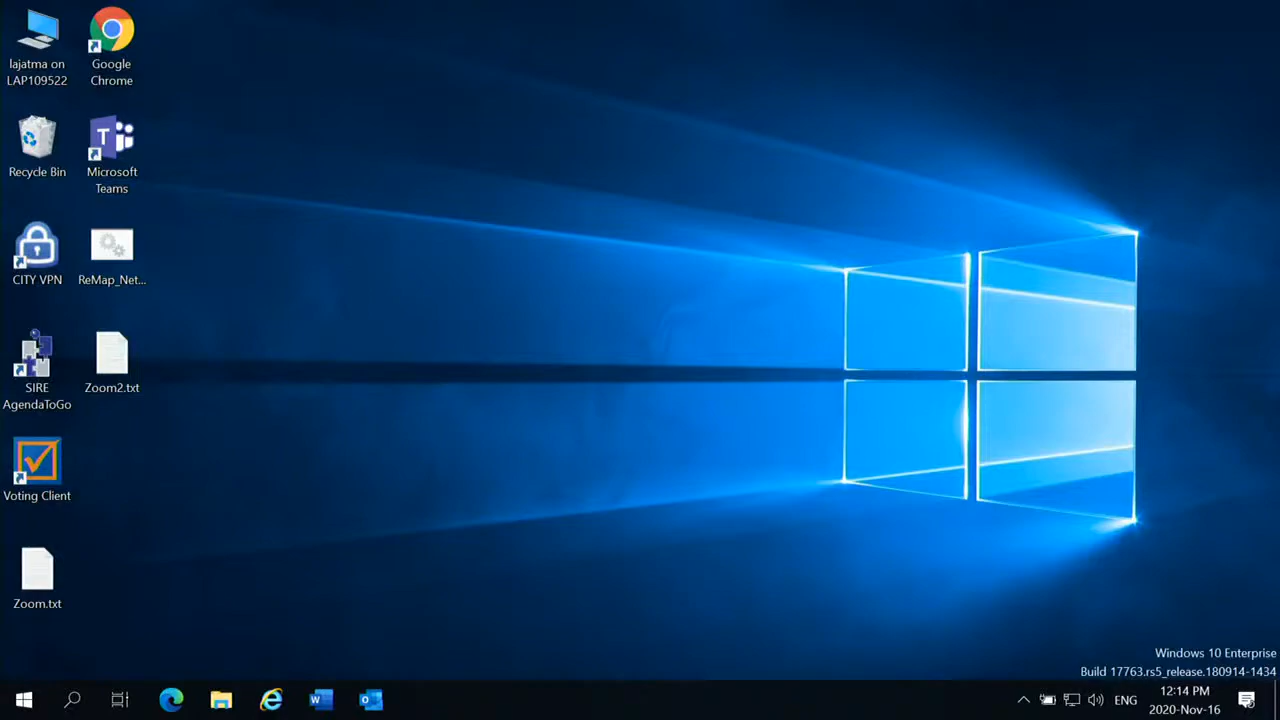 lajatma on
LAP109522
Google
Chrome
Recycle Bin
Microsoft
Teams
CITY VPN
ReMap_Net...
SIRE
AgendaToGo
Zoom2.txt
Voting Client
Zoom.txt
Windows 10 Enterprise
Build 17763.rs5_release.180914-1434
ENG
12:14 PM
2020-Nov-16